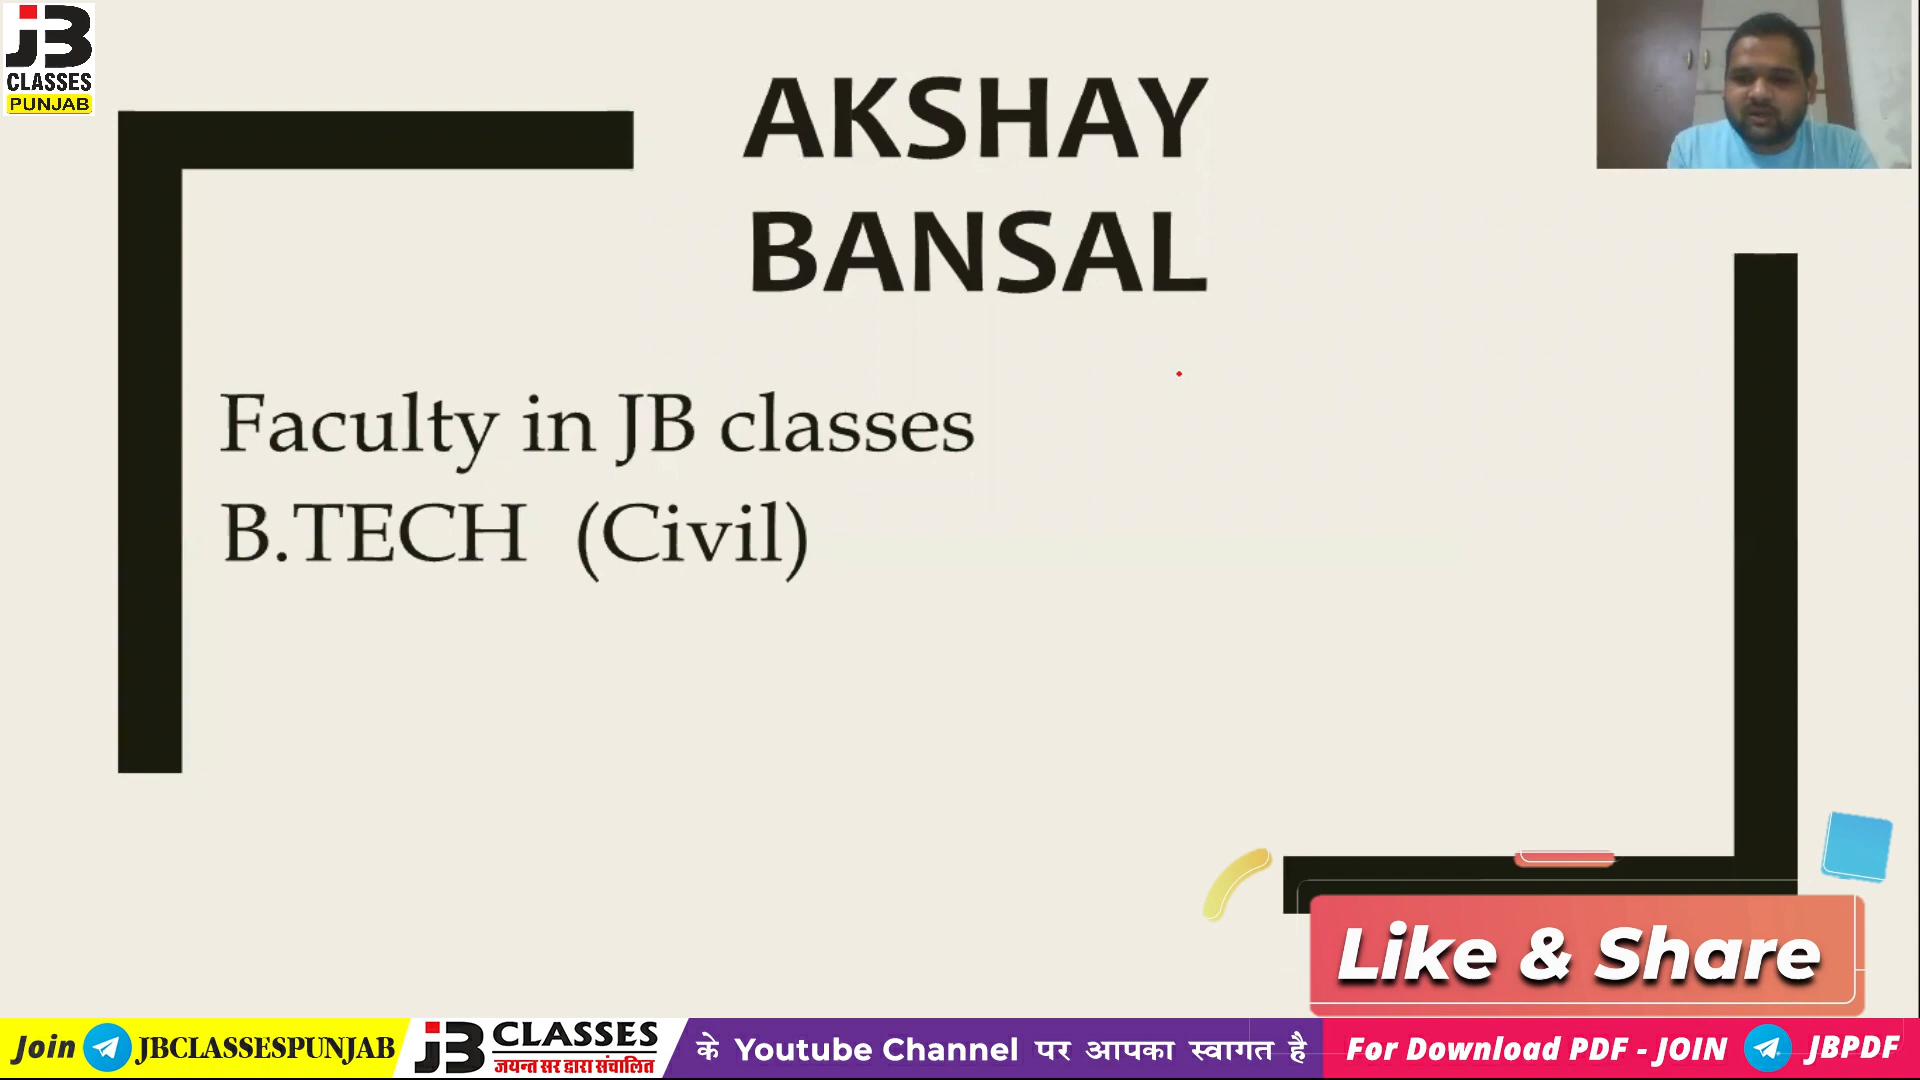 JB
CLASSES
PUNJAB
AKSHAY
BANSAL
Faculty in JB classes
B.TECH (Civil)
Like & Share
Join JBCLASSESPUNJAB
JB CLASSES
जयन्त सर द्वारा संचालित
के Youtube Channel पर आपका स्वागत है
For Download PDF - JOIN JBPDF